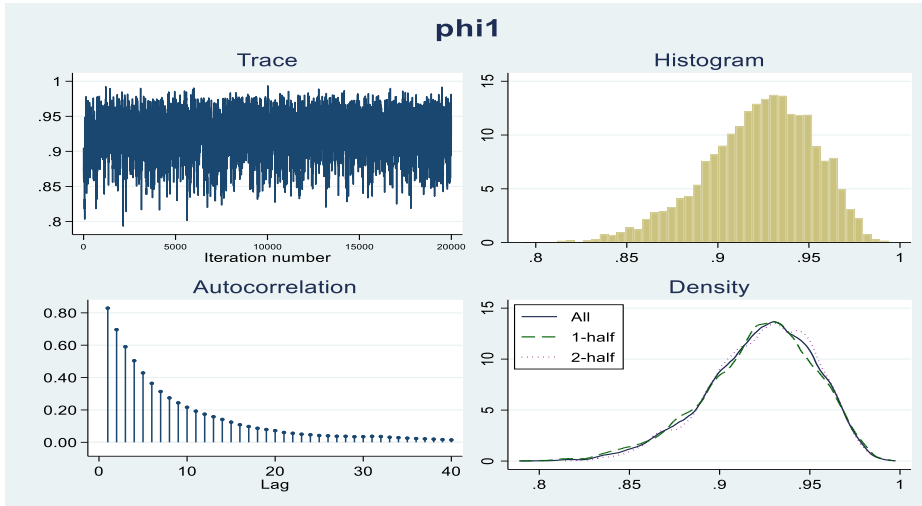 phi1
Trace
1
.95
.9
.85
.8
0 5000 10000 15000 20000
Iteration number
Histogram
15
10
5
0
.8 .85 .9 .95 1
Autocorrelation
0.80
0.60
0.40
0.20
0.00
0 10 20 30 40
Lag
Density
15
10
5
0
All
1-half
2-half
.8 .85 .9 .95 1